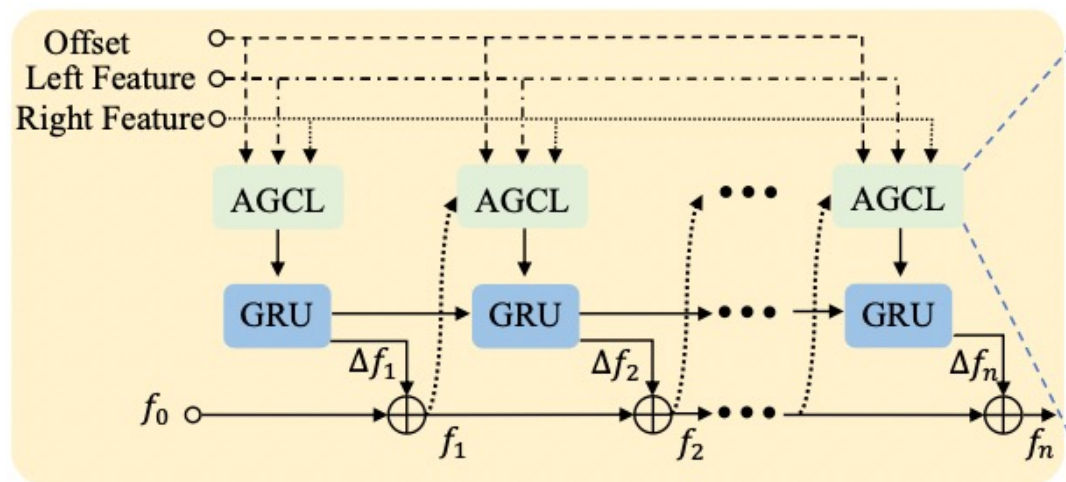 Offset
Left Feature
Right Feature
AGCL AGCL AGCL
GRU GRU GRU
Δf₁ Δf₂ Δfₙ
f₀
f₁ f₂ fₙ